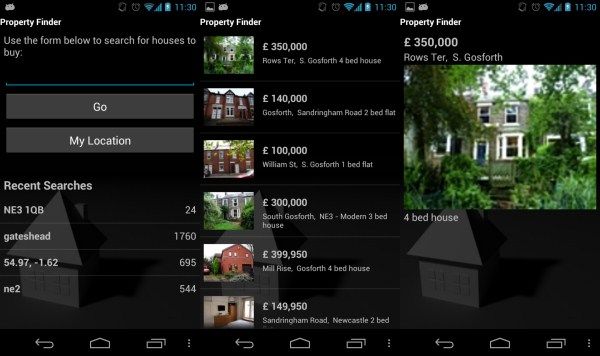 11:30
Property Finder
Use the form below to search for houses to
buy:
Go
My Location
Recent Searches
NE3 1QB 24
gateshead 1760
54.97, -1.62 695
ne2 544
11:30
Property Finder
£ 350,000
Rows Ter, S. Gosforth 4 bed house
£ 140,000
Gosforth, Sandringham Road 2 bed flat
£ 100,000
William St, S. Gosforth 1 bed flat
£ 300,000
South Gosforth, NE3 - Modern 3 bed
house
£ 399,950
Mill Rise, Gosforth 4 bed house
£ 149,950
Sandringham Road, Newcastle 2 bed
11:30
Property Finder
£ 350,000
Rows Ter, S. Gosforth
4 bed house